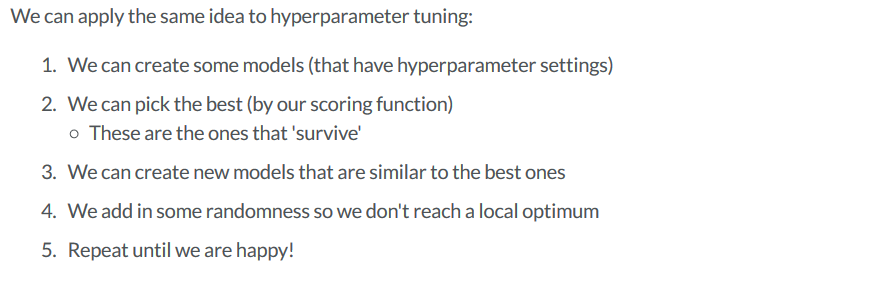 We can apply the same idea to hyperparameter tuning:
1. We can create some models (that have hyperparameter settings)
2. We can pick the best (by our scoring function)
○ These are the ones that 'survive'
3. We can create new models that are similar to the best ones
4. We add in some randomness so we don't reach a local optimum
5. Repeat until we are happy!